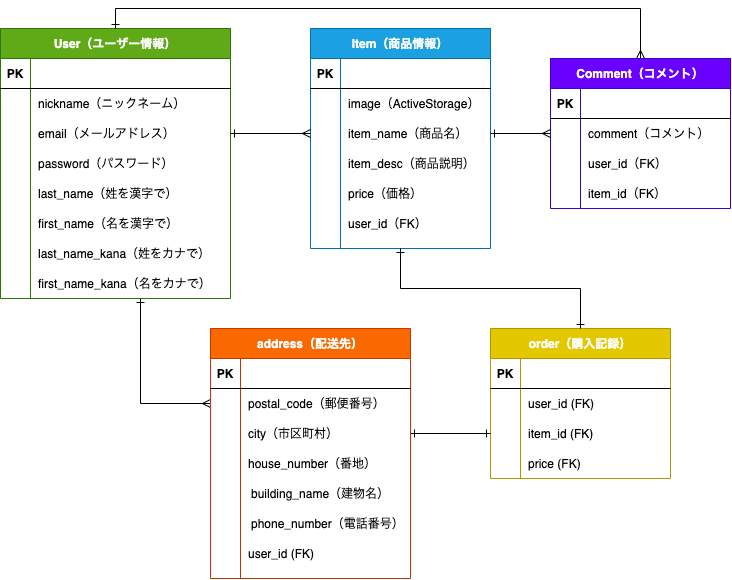 User（ユーザー情報）
PK
nickname（ニックネーム）
email（メールアドレス）
password（パスワード）
last_name（姓を漢字で）
first_name（名を漢字で）
last_name_kana（姓をカナで）
first_name_kana（名をカナで）
Item（商品情報）
PK
image（ActiveStorage）
item_name（商品名）
item_desc（商品説明）
price（価格）
user_id（FK）
Comment（コメント）
PK
comment（コメント）
user_id（FK）
item_id（FK）
address（配送先）
PK
postal_code（郵便番号）
city（市区町村）
house_number（番地）
building_name（建物名）
phone_number（電話番号）
user_id (FK)
order（購入記録）
PK
user_id (FK)
item_id (FK)
price (FK)